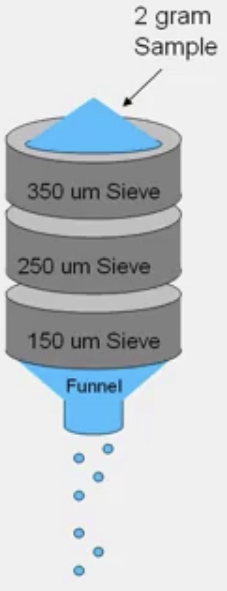 2 gram
Sample
350 um Sieve
250 um Sieve
150 um Sieve
Funnel